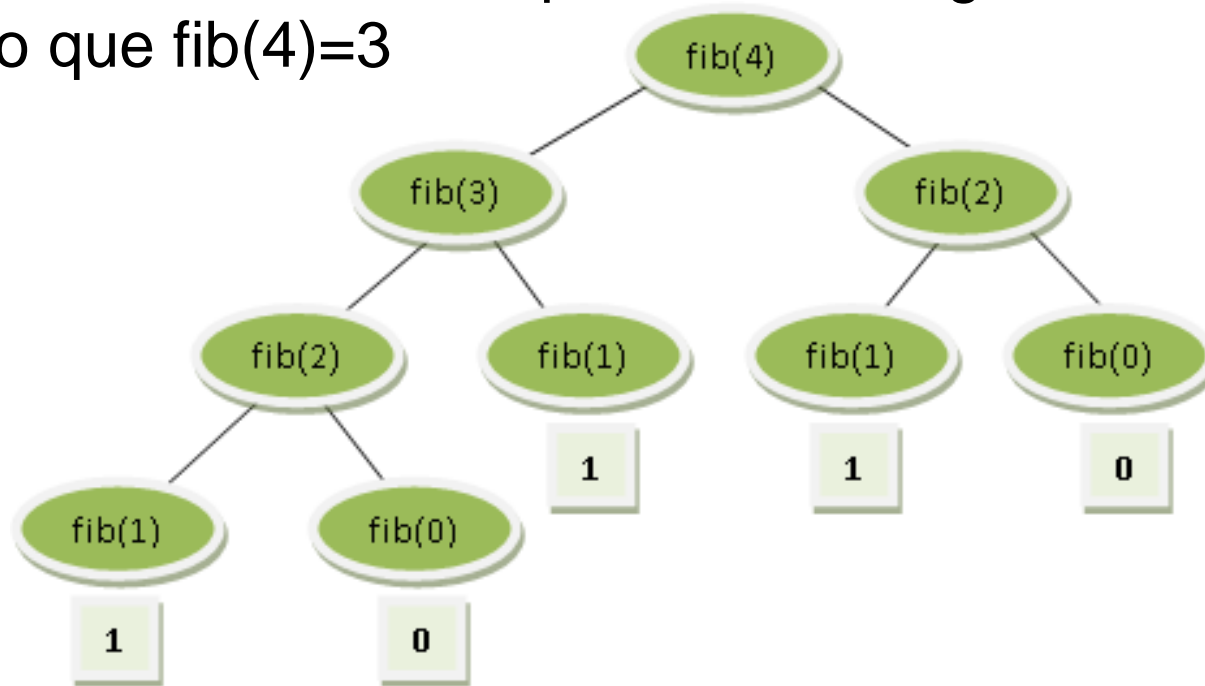 o que fib(4)=3
fib(4)
fib(3) fib(2)
fib(2) fib(1) fib(1) fib(0)
1 1 0
fib(1) fib(0)
1 0